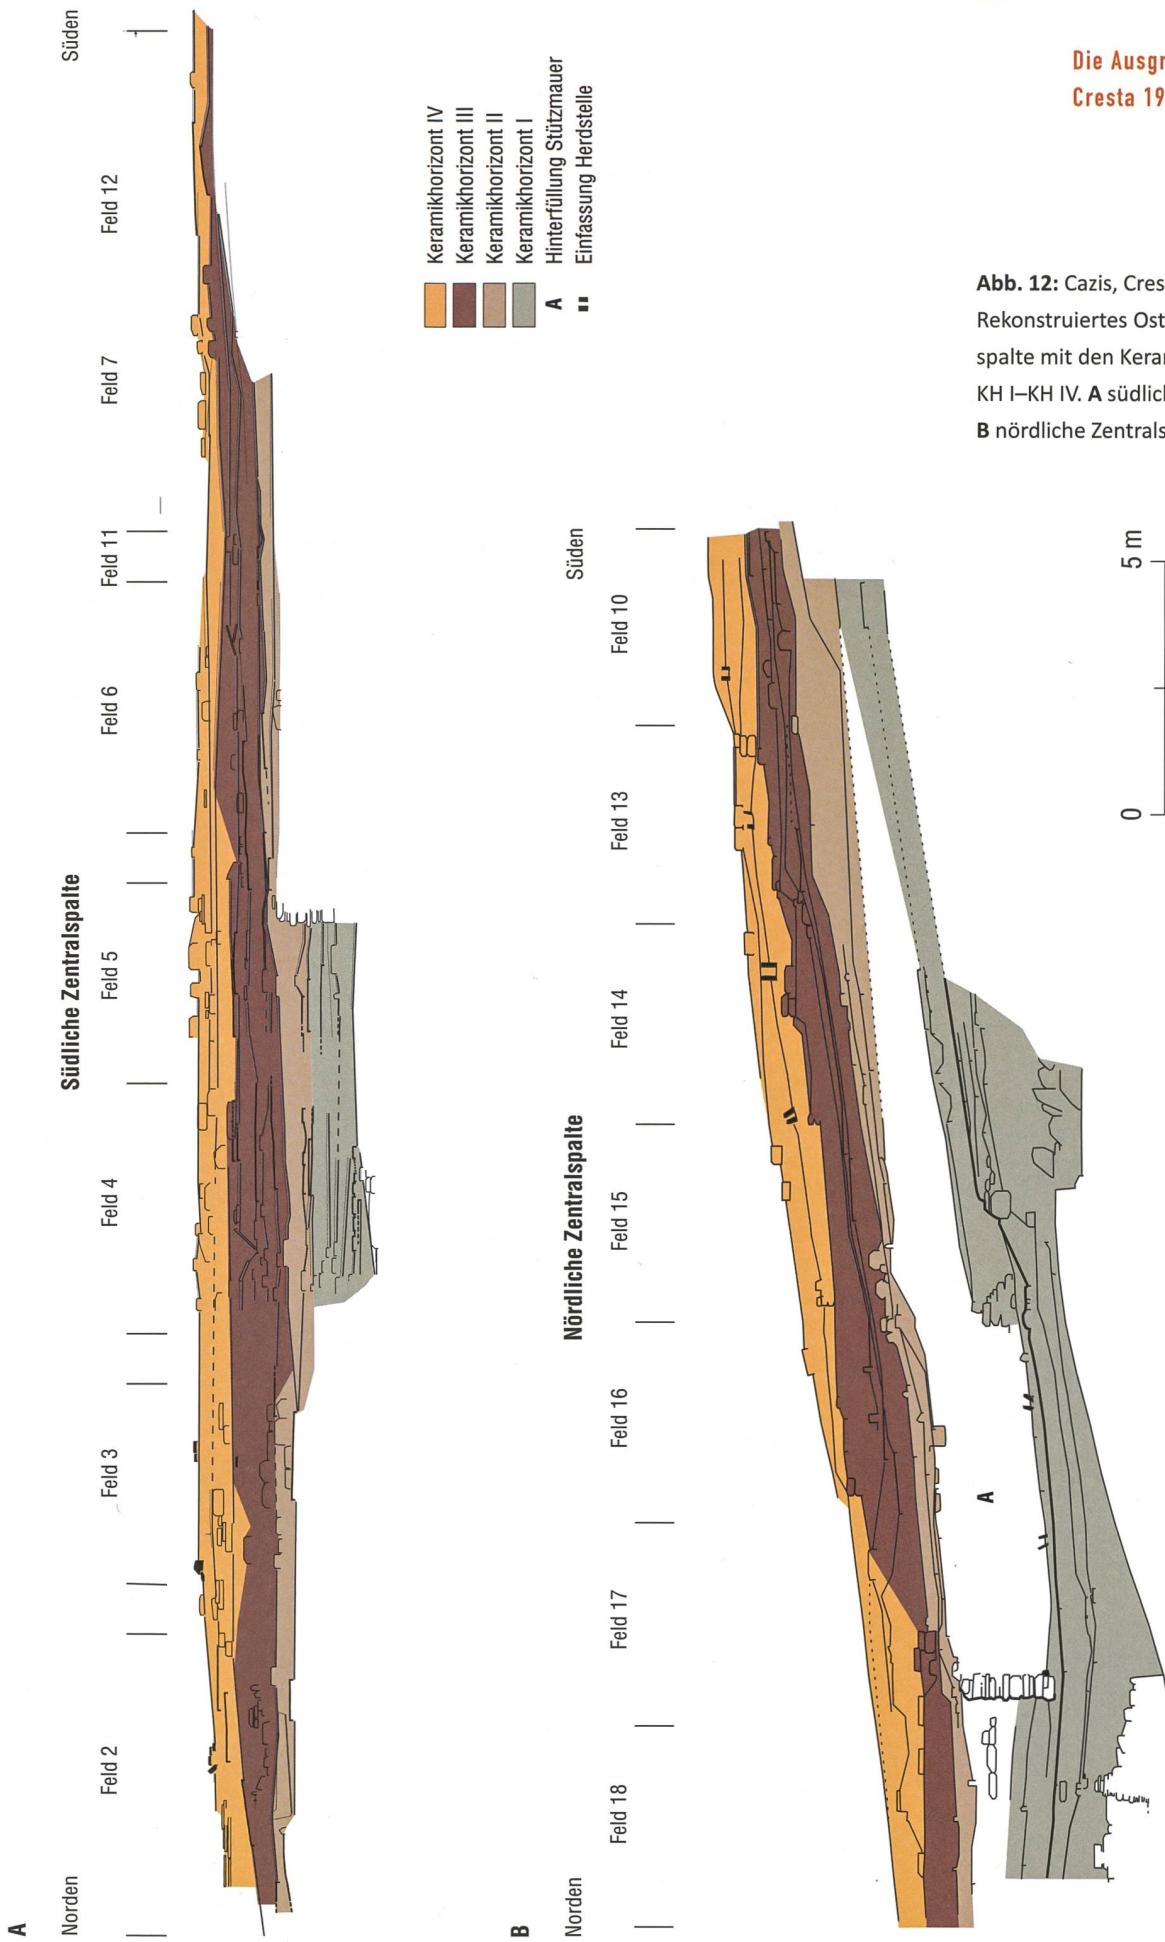 Die Ausgr
Cresta 19
Abb. 12: Cazis, Cres
Rekonstruiertes Ost
spalte mit den Kerar
KH I–KH IV. A südlich
B nördliche Zentrals
A
Südliche Zentralspalte
Norden
Süden
Feld 2
Feld 3
Feld 4
Feld 5
Feld 6
Feld 11
Feld 7
Feld 12
Keramikhorizont IV
Keramikhorizont III
Keramikhorizont II
Keramikhorizont I
A Hinterfüllung Stützmauer
Einfassung Herdstelle
B
Nördliche Zentralspalte
Norden
Süden
Feld 18
Feld 17
Feld 16
Feld 15
Feld 14
Feld 13
Feld 10
A
0
5 m